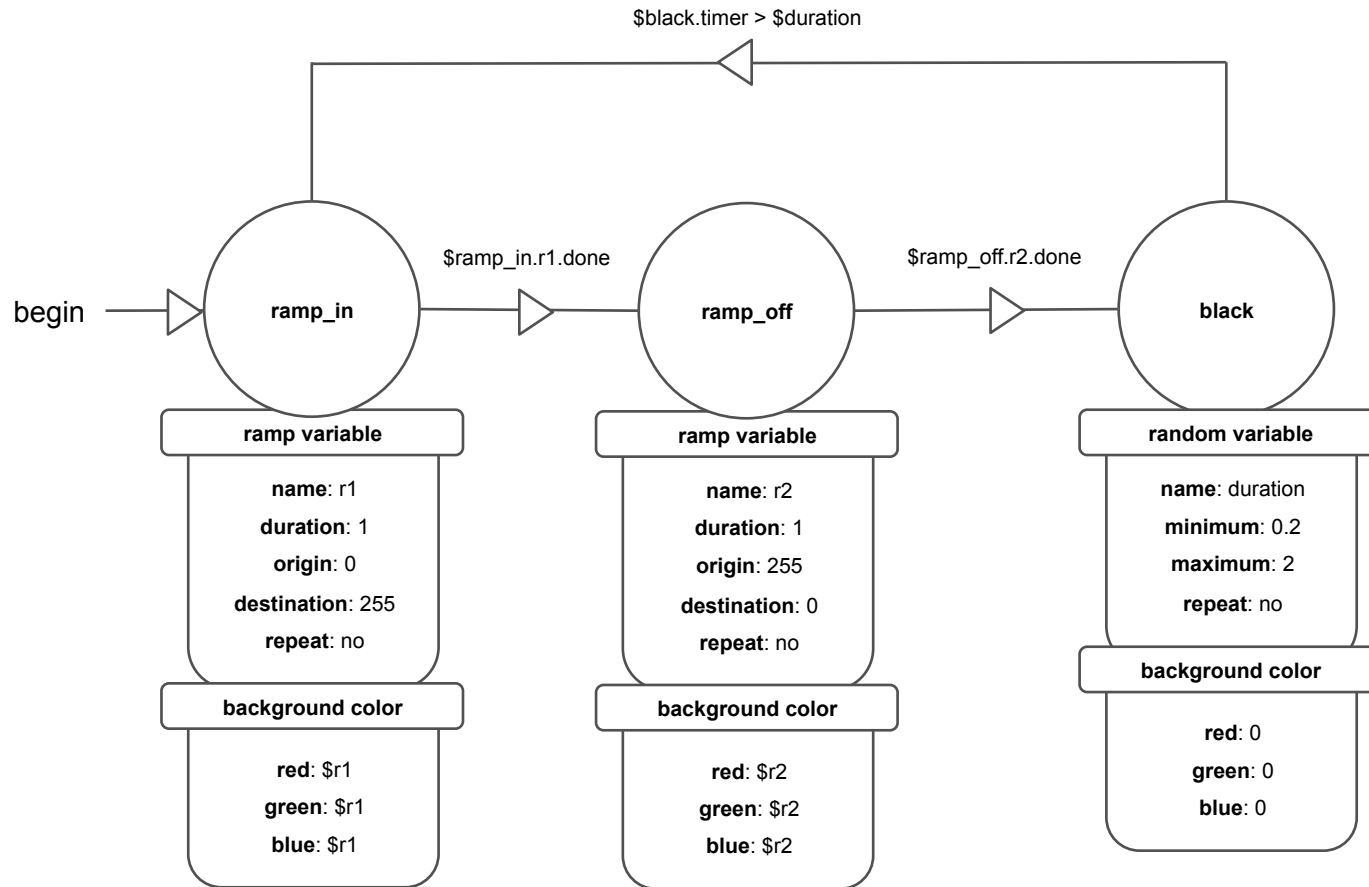 $black.timer > $duration
$ramp_in.r1.done
$ramp_off.r2.done
begin
ramp_in
ramp_off
black
ramp variable
name: r1
duration: 1
origin: 0
destination: 255
repeat: no
background color
red: $r1
green: $r1
blue: $r1
ramp variable
name: r2
duration: 1
origin: 255
destination: 0
repeat: no
background color
red: $r2
green: $r2
blue: $r2
random variable
name: duration
minimum: 0.2
maximum: 2
repeat: no
background color
red: 0
green: 0
blue: 0